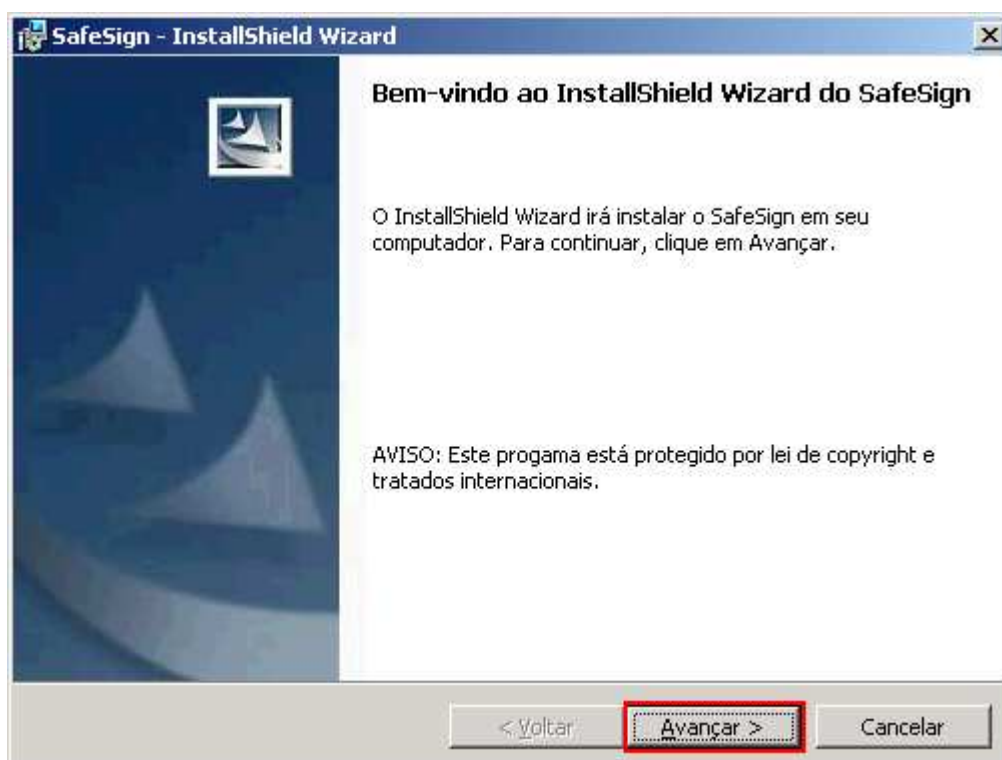 SafeSign - InstallShield Wizard
Bem-vindo ao InstallShield Wizard do SafeSign
O InstallShield Wizard irá instalar o SafeSign em seu
computador. Para continuar, clique em Avançar.
AVISO: Este progama está protegido por lei de copyright e
tratados internacionais.
< Voltar
Avançar >
Cancelar